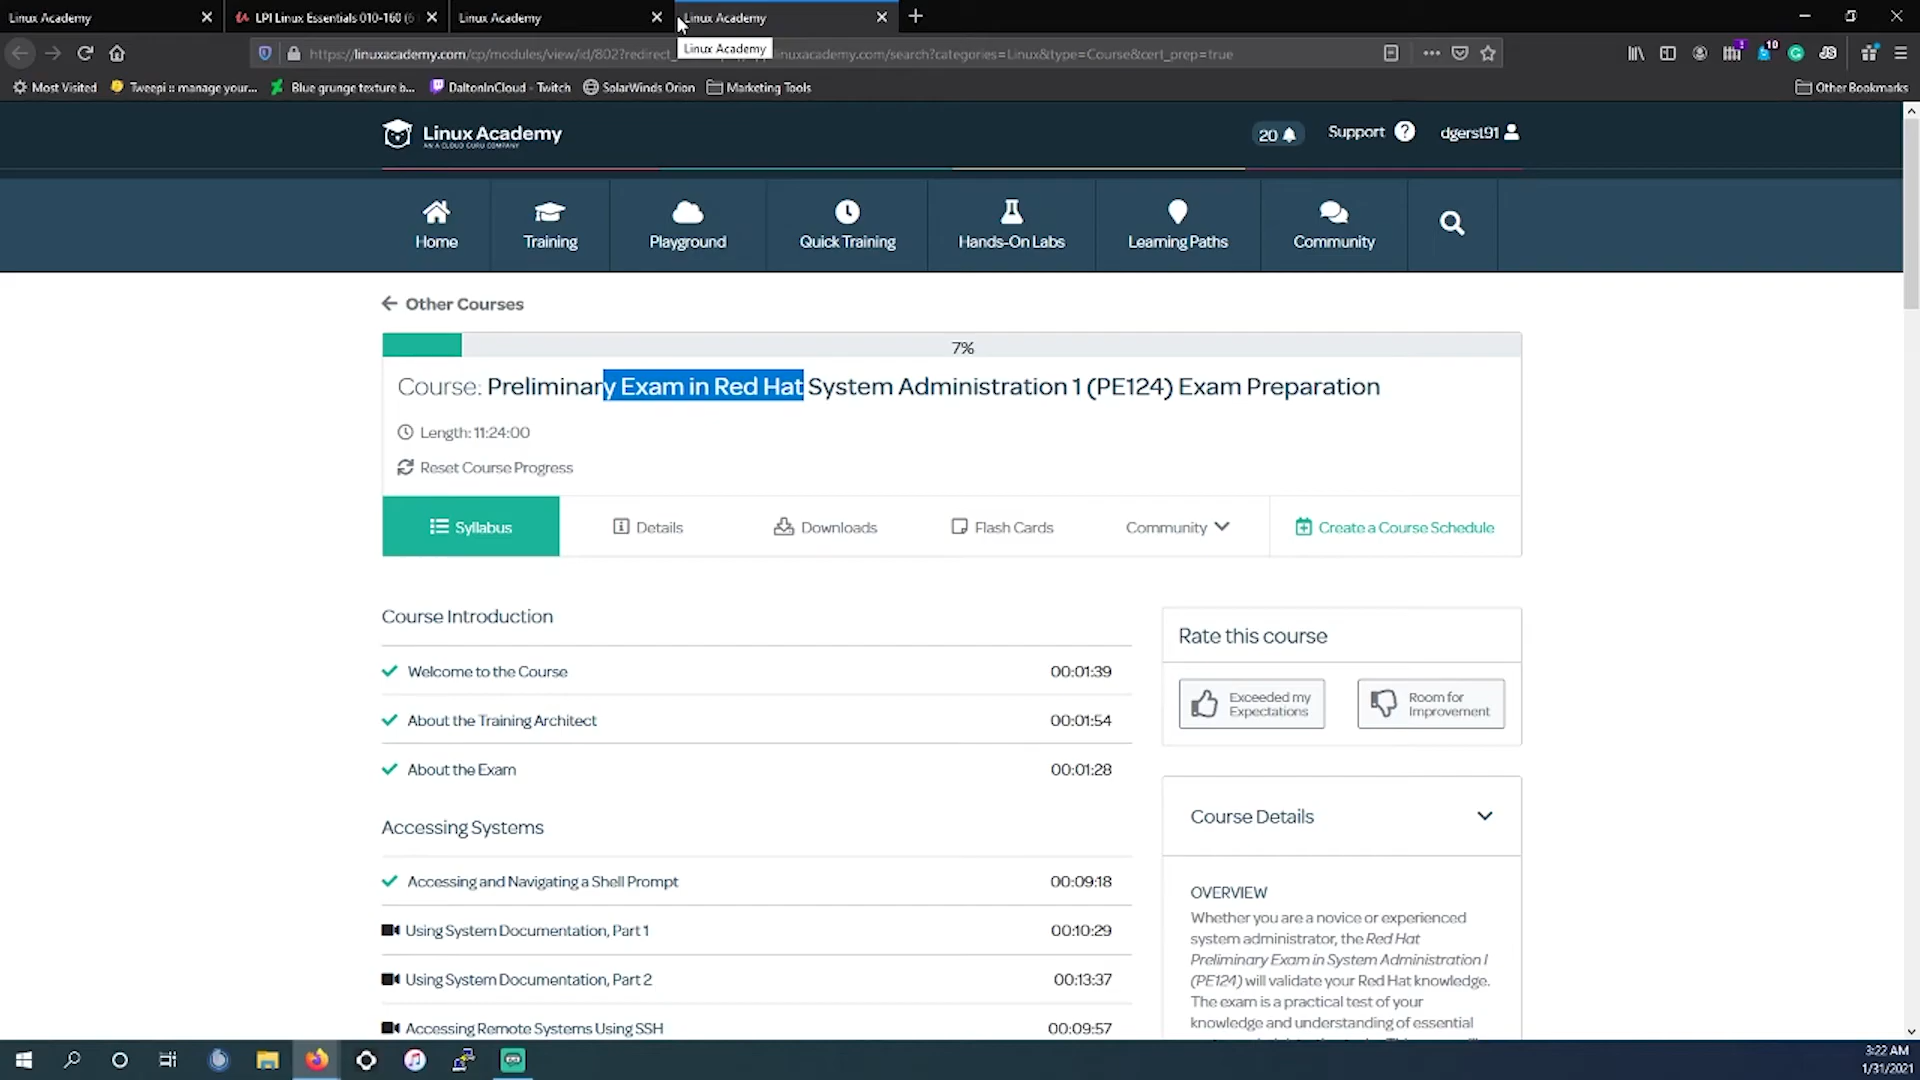 Linux Academy
LPI Linux Essentials 010-160 (6
Linux Academy
Linux Academy
https://linuxacademy.com/cp/modules/view/id/802?redirect_
linuxacademy.com/search?categories=Linux&type=Course&cert_prep=true
Linux Academy
10
Most Visited
Tweepi :: manage your...
Blue grunge texture b...
DaltonInCloud - Twitch
SolarWinds Orion
Marketing Tools
Other Bookmarks
Linux Academy
AN A CLOUD GURU COMPANY
20
Support
dgerst91
Home
Training
Playground
Quick Training
Hands-On Labs
Learning Paths
Community
Other Courses
7%
Course: Preliminary Exam in Red Hat System Administration 1 (PE124) Exam Preparation
Length: 11:24:00
Reset Course Progress
Syllabus
Details
Downloads
Flash Cards
Community
Create a Course Schedule
Course Introduction
Welcome to the Course 00:01:39
About the Training Architect 00:01:54
About the Exam 00:01:28
Accessing Systems
Accessing and Navigating a Shell Prompt 00:09:18
Using System Documentation, Part 1 00:10:29
Using System Documentation, Part 2 00:13:37
Accessing Remote Systems Using SSH 00:09:57
Rate this course
Exceeded my
Expectations
Room for
Improvement
Course Details
OVERVIEW
Whether you are a novice or experienced
system administrator, the Red Hat
Preliminary Exam in System Administration I
(PE124) will validate your Red Hat knowledge.
The exam is a practical test of your
knowledge and understanding of essential
3:22 AM
1/31/2021